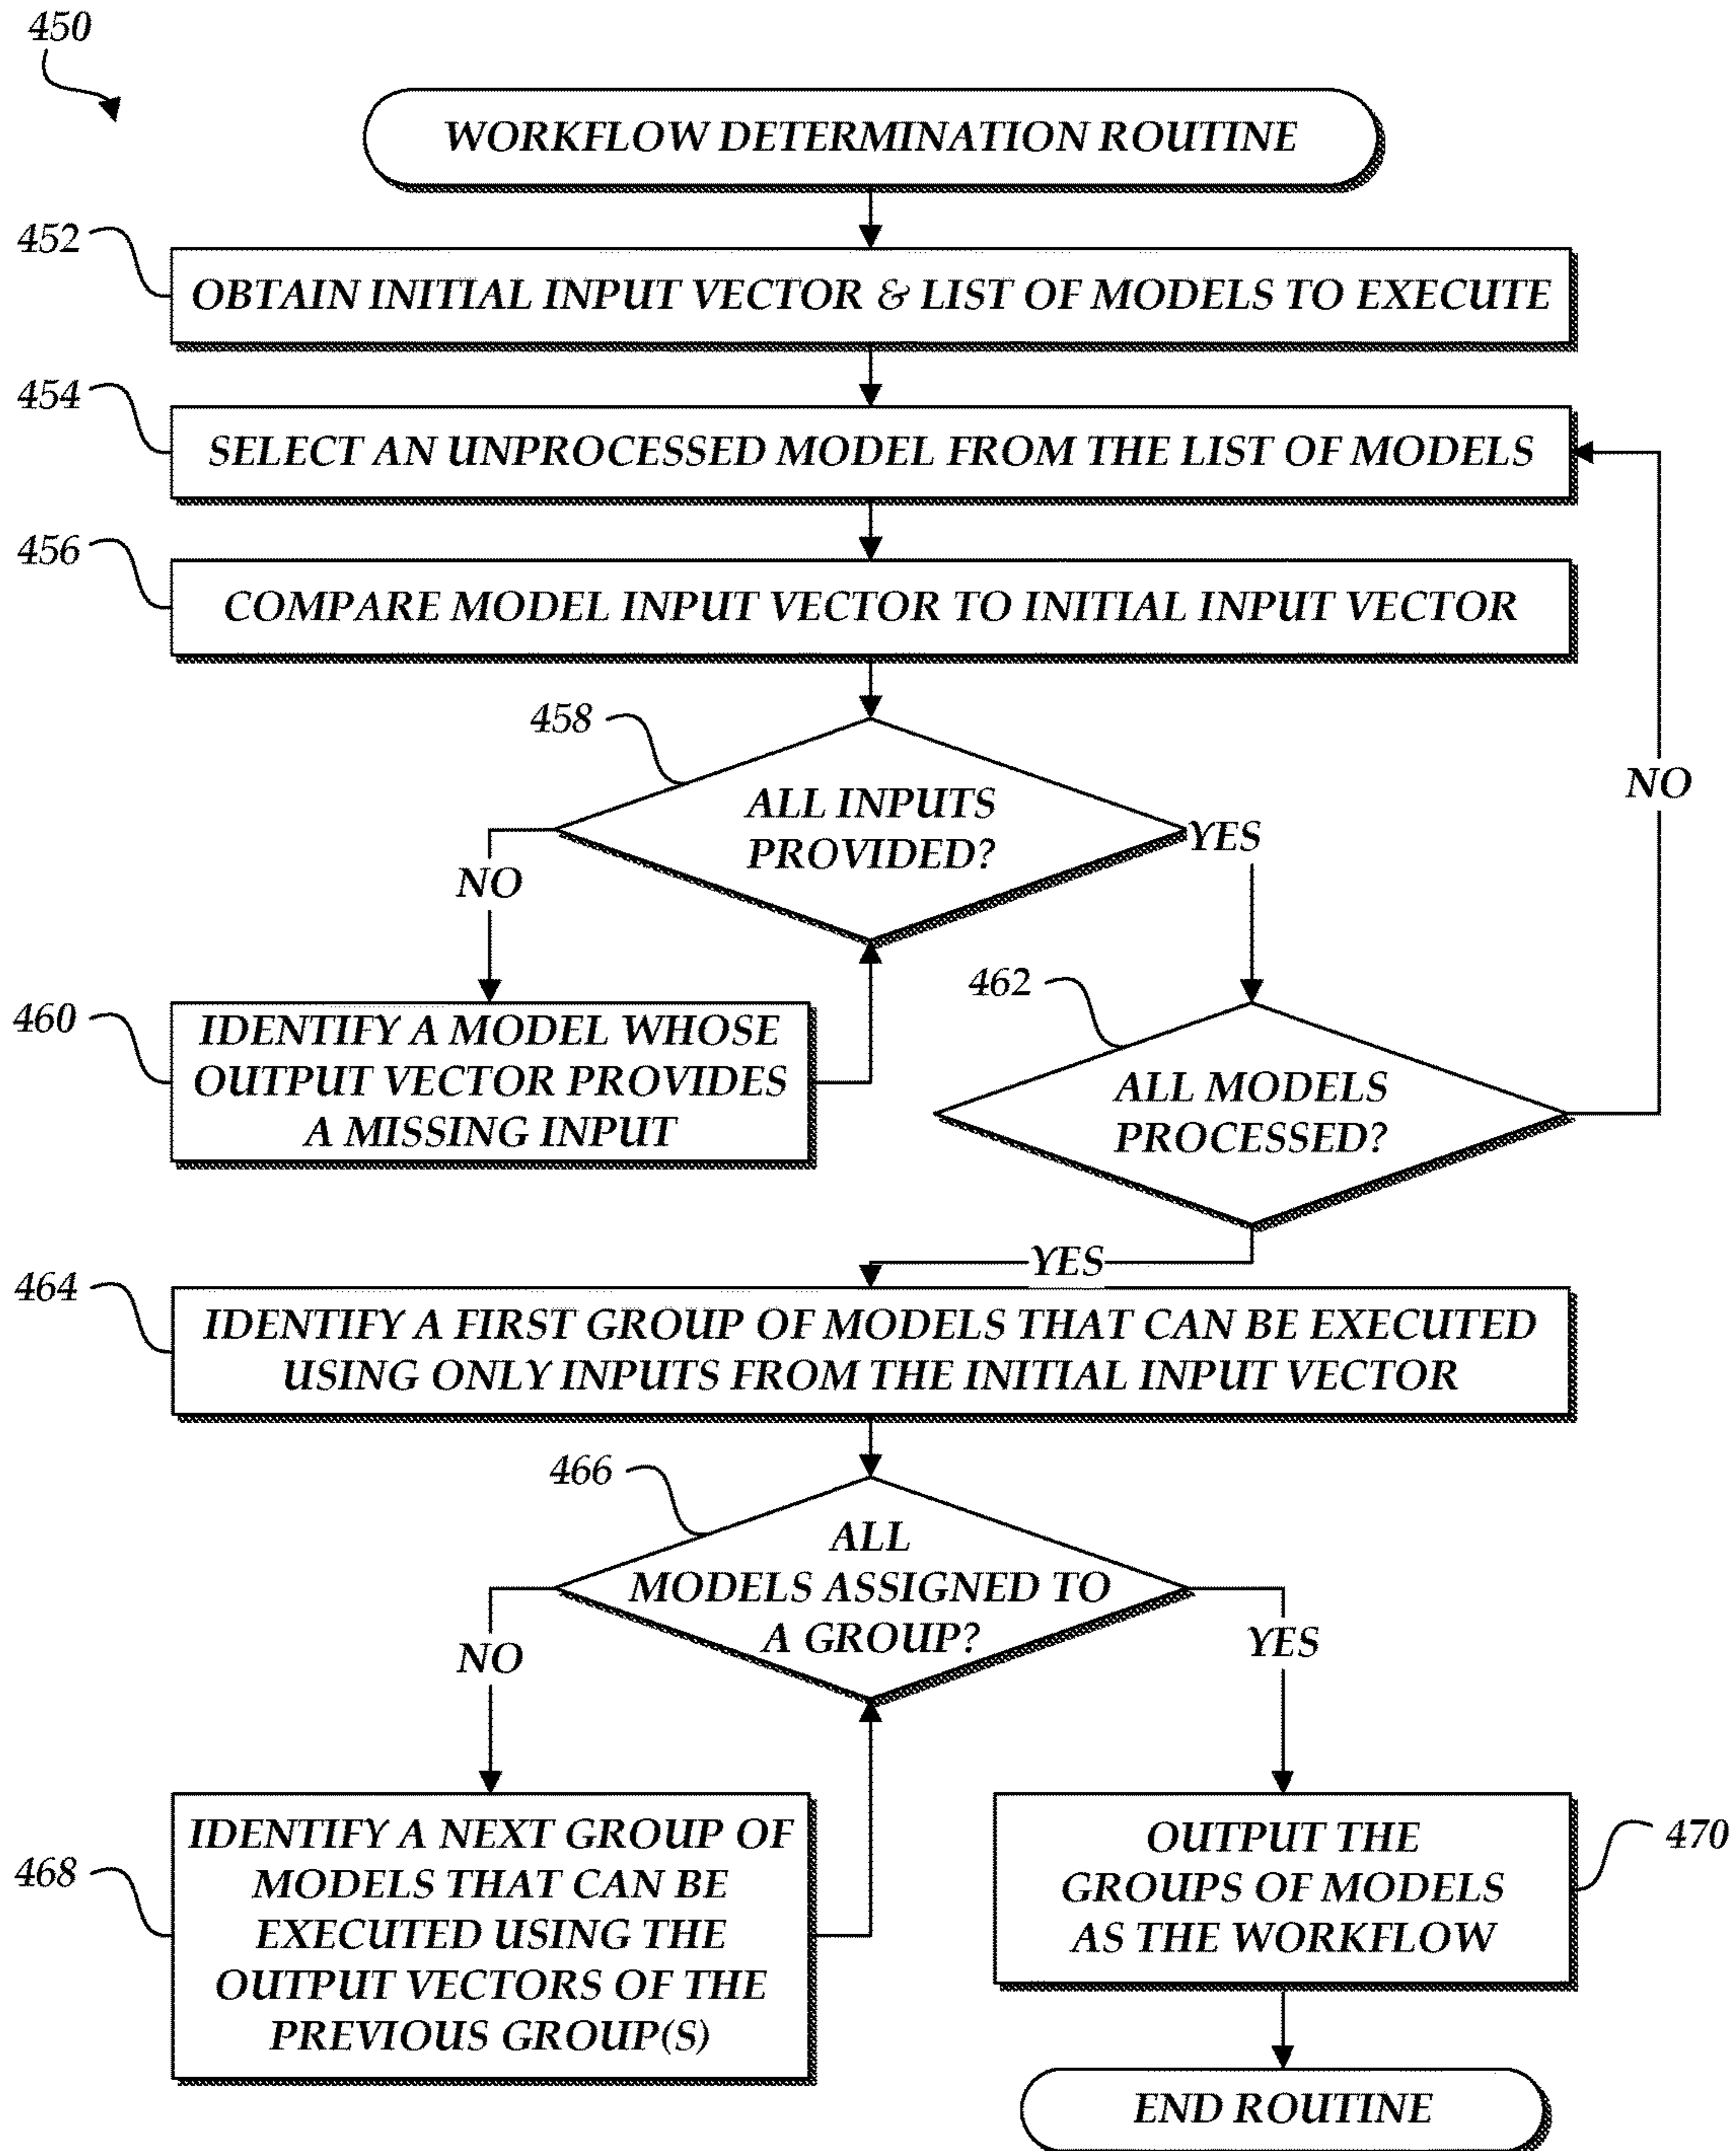 450
WORKFLOW DETERMINATION ROUTINE
452
OBTAIN INITIAL INPUT VECTOR & LIST OF MODELS TO EXECUTE
454
SELECT AN UNPROCESSED MODEL FROM THE LIST OF MODELS
456
COMPARE MODEL INPUT VECTOR TO INITIAL INPUT VECTOR
458
ALL INPUTS
PROVIDED?
NO
YES
NO
460
IDENTIFY A MODEL WHOSE
OUTPUT VECTOR PROVIDES
A MISSING INPUT
462
ALL MODELS
PROCESSED?
YES
464
IDENTIFY A FIRST GROUP OF MODELS THAT CAN BE EXECUTED
USING ONLY INPUTS FROM THE INITIAL INPUT VECTOR
466
ALL
MODELS ASSIGNED TO
A GROUP?
NO
YES
468
IDENTIFY A NEXT GROUP OF
MODELS THAT CAN BE
EXECUTED USING THE
OUTPUT VECTORS OF THE
PREVIOUS GROUP(S)
OUTPUT THE
GROUPS OF MODELS
AS THE WORKFLOW
470
END ROUTINE